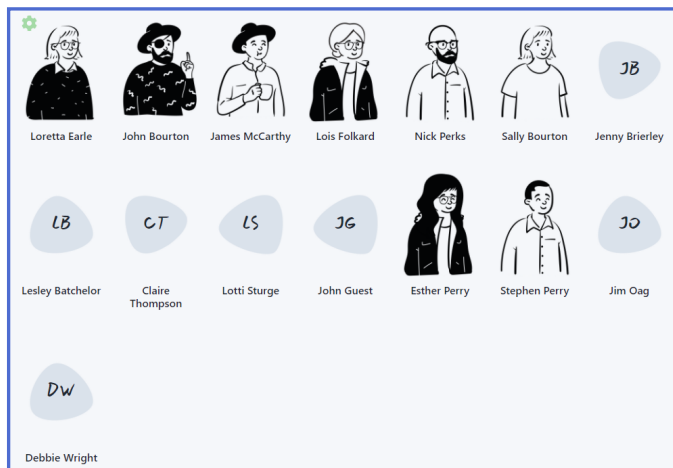 JB
Loretta Earle
John Bourton
James McCarthy
Lois Folkard
Nick Perks
Sally Bourton
Jenny Brierley
LB
CT
LS
JG
JO
Lesley Batchelor
Claire
Thompson
Lotti Sturge
John Guest
Esther Perry
Stephen Perry
Jim Oag
DW
Debbie Wright